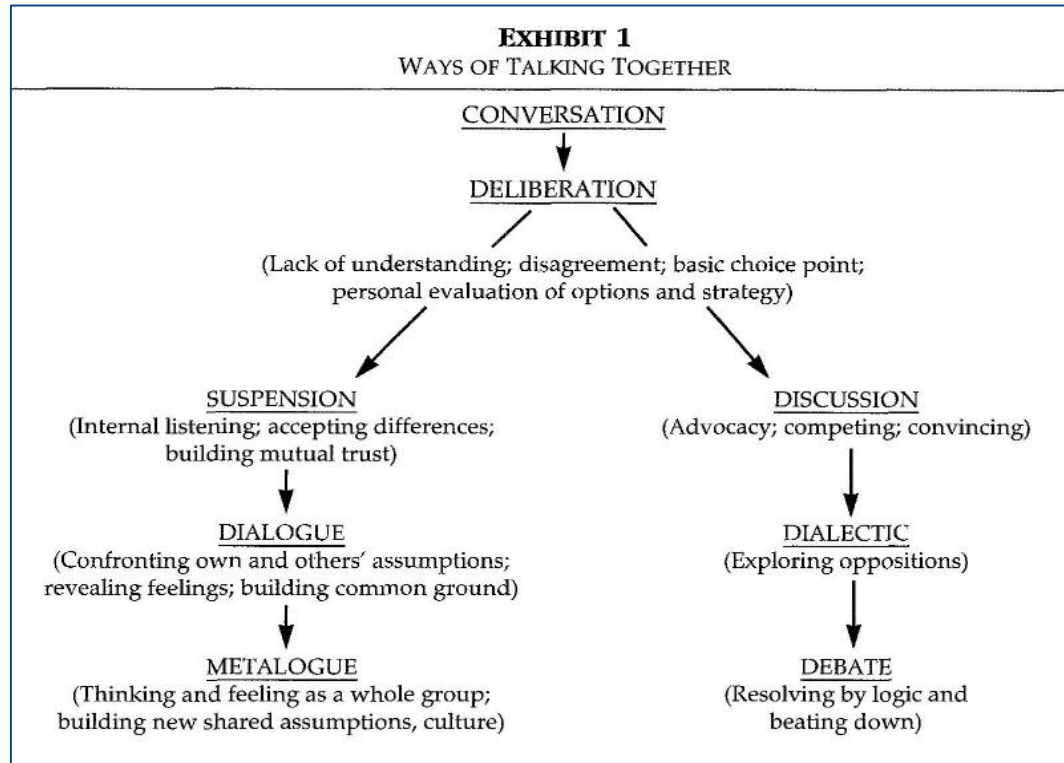 EXHIBIT 1
WAYS OF TALKING TOGETHER
CONVERSATION
DELIBERATION
(Lack of understanding; disagreement; basic choice point;
personal evaluation of options and strategy)
SUSPENSION
(Internal listening; accepting differences;
building mutual trust)
DIALOGUE
(Confronting own and others' assumptions;
revealing feelings; building common ground)
METALOGUE
(Thinking and feeling as a whole group;
building new shared assumptions, culture)
DISCUSSION
(Advocacy; competing; convincing)
DIALECTIC
(Exploring oppositions)
DEBATE
(Resolving by logic and
beating down)